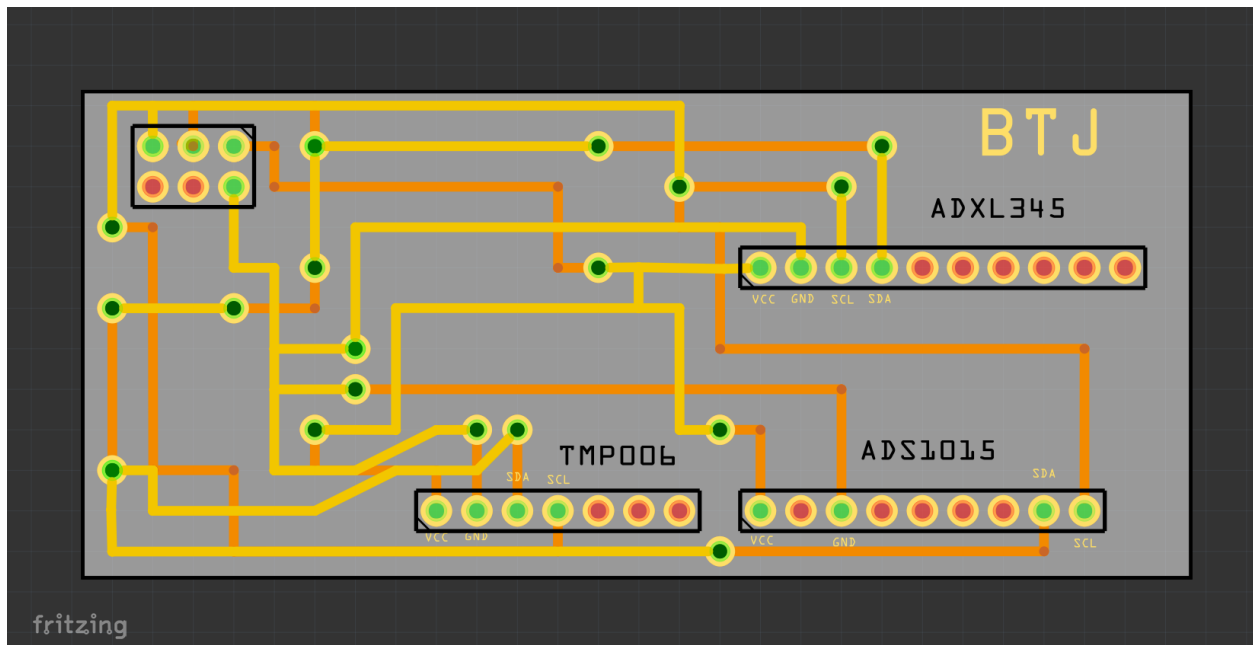 BTJ
ADXL345
VCC GND SCL SDA
TMP006
ADS1015
SDA SCL
SDA
VCC GND
VCC GND SCL
fritzing